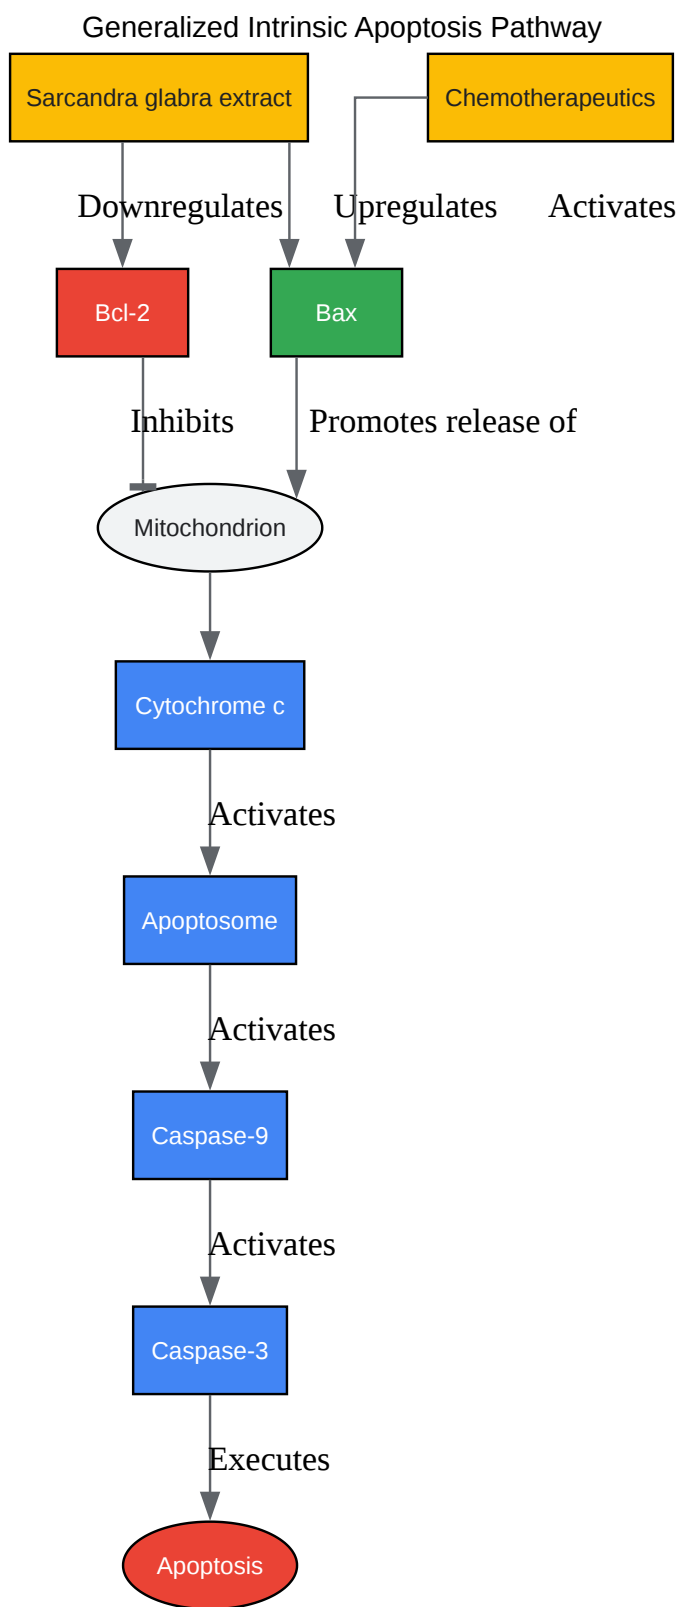 Generalized Intrinsic Apoptosis Pathway
Sarcandra glabra extract
Chemotherapeutics
Downregulates
Upregulates
Activates
Bcl-2
Bax
Inhibits
Promotes release of
Mitochondrion
Cytochrome c
Activates
Apoptosome
Activates
Caspase-9
Activates
Caspase-3
Executes
Apoptosis